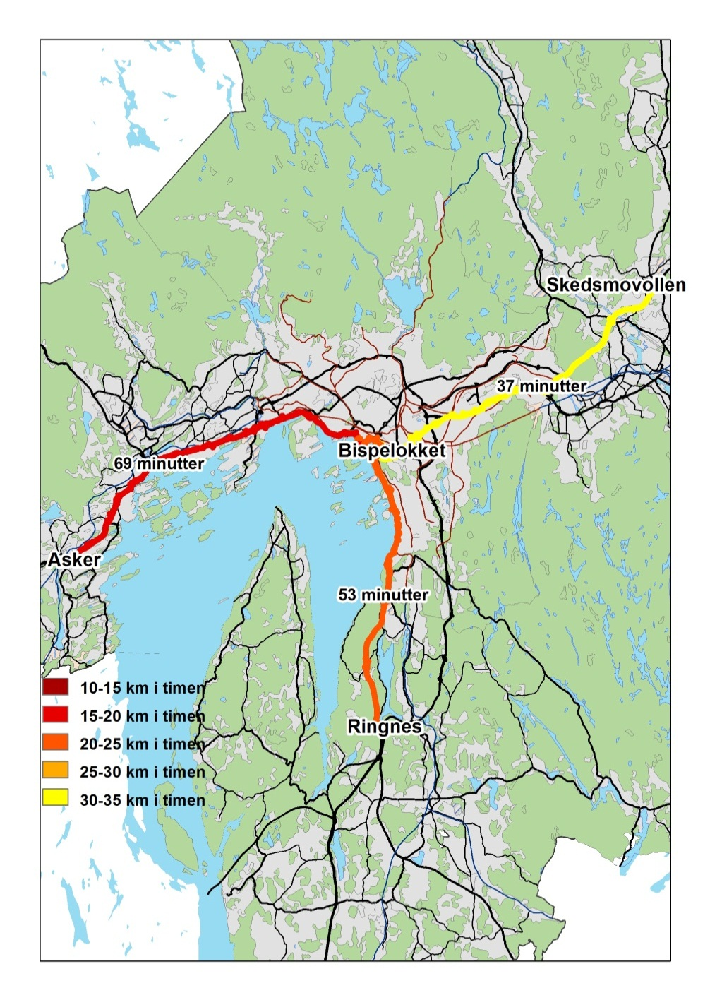 Skedsmovollen
37 minutter
Bispelokket
69 minutter
Asker
53 minutter
Ringnes
10-15 km i timen
15-20 km i timen
20-25 km i timen
25-30 km i timen
30-35 km i timen